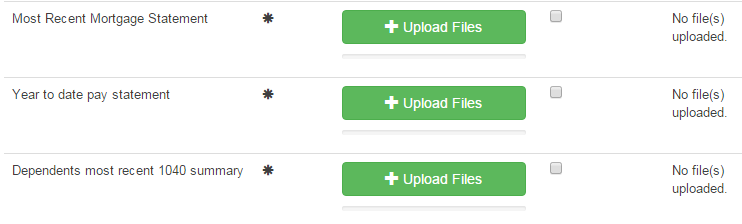 Most Recent Mortgage Statement ✱ + Upload Files No file(s)
uploaded.
Year to date pay statement ✱ + Upload Files No file(s)
uploaded.
Dependents most recent 1040 summary ✱ + Upload Files No file(s)
uploaded.